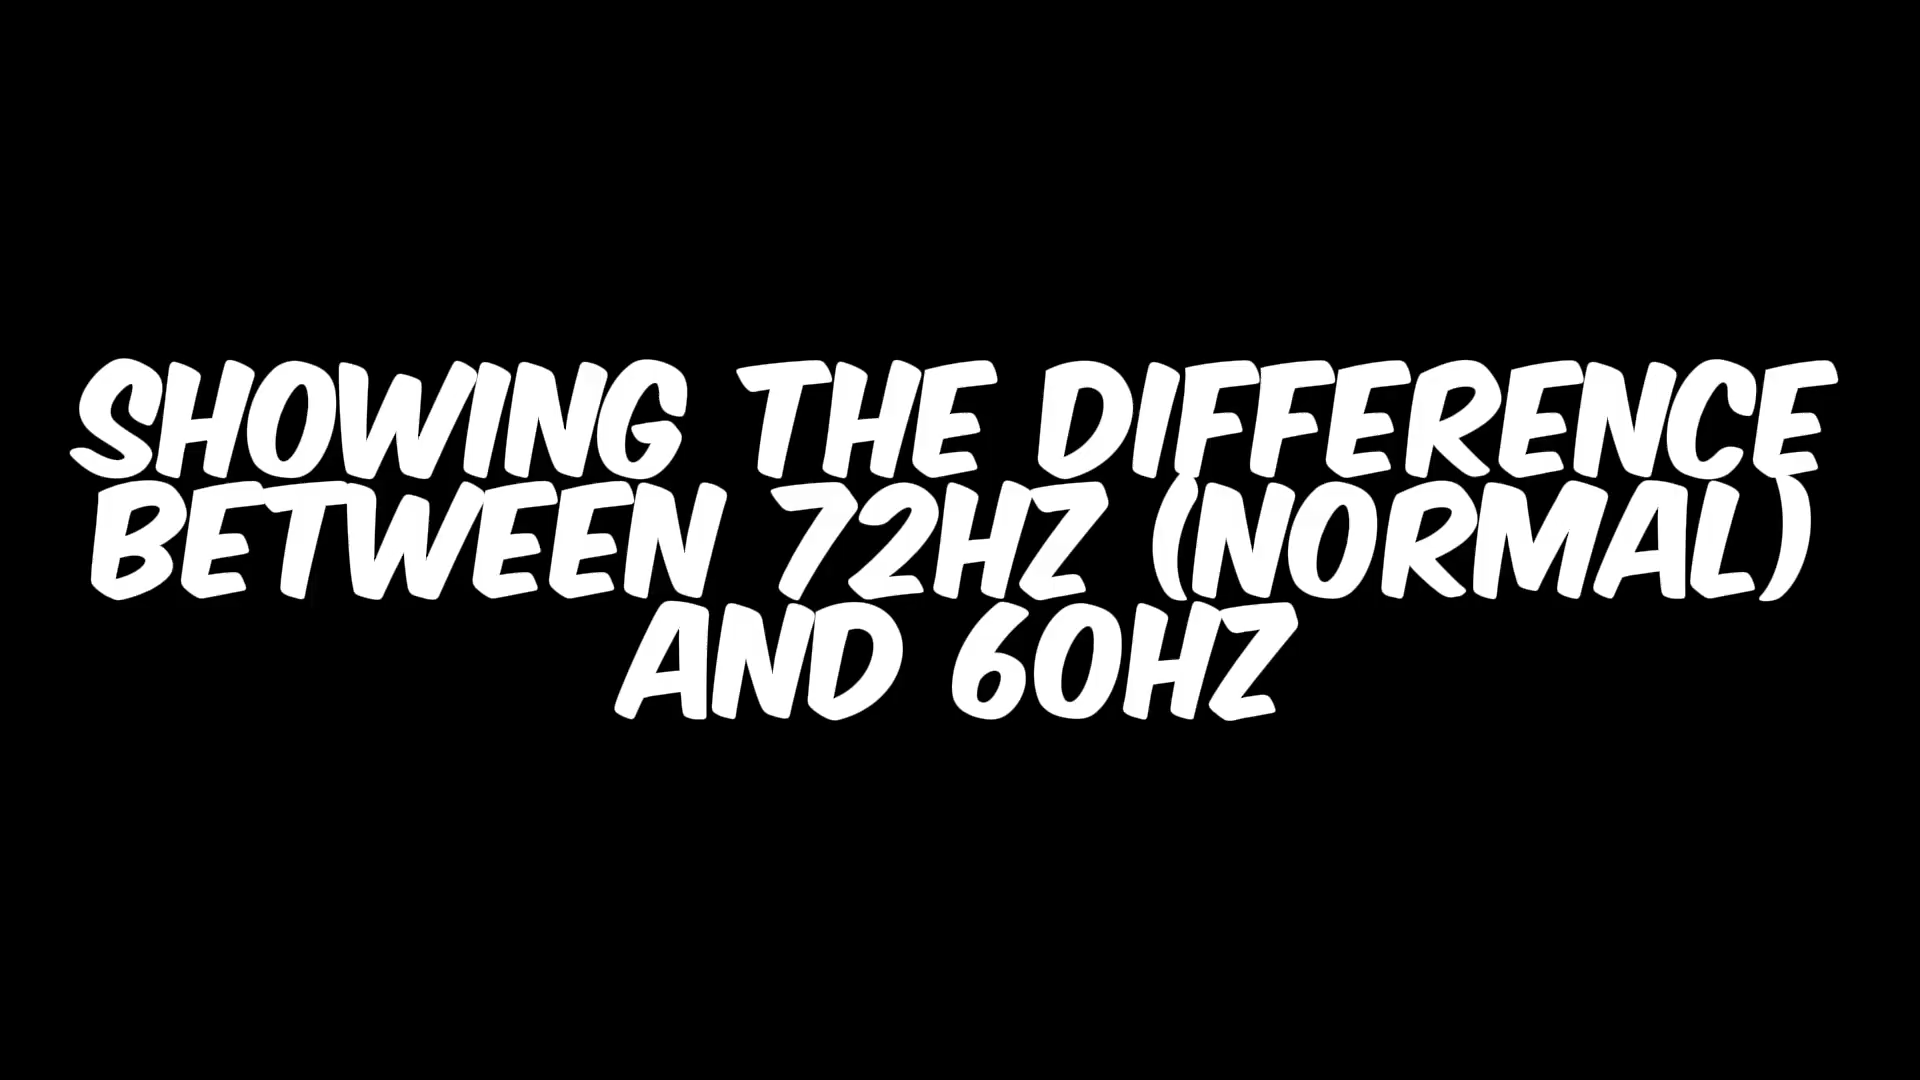 SHOWING THE DIFFERENCE
BETWEEN 72HZ (NORMAL)
AND 60HZ